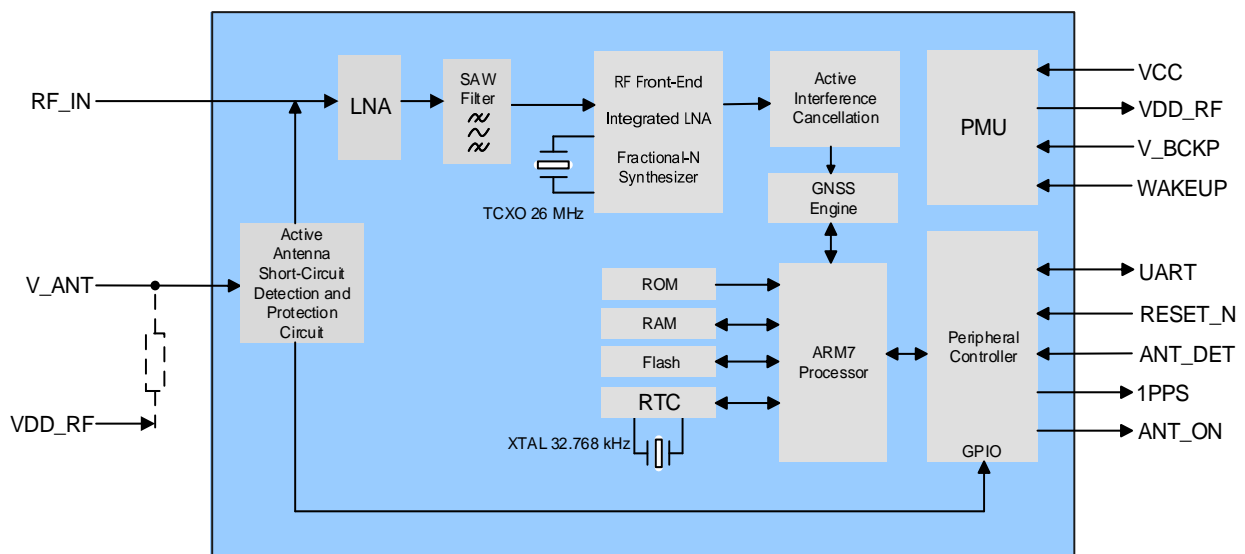 RF_IN
LNA
SAW
Filter
RF Front-End
Integrated LNA
Fractional-N
Synthesizer
TCXO 26 MHz
Active
Interference
Cancellation
GNSS
Engine
PMU
VCC
VDD_RF
V_BCKP
WAKEUP
V_ANT
Active
Antenna
Short-Circuit
Detection and
Protection
Circuit
VDD_RF
ROM
RAM
Flash
RTC
XTAL 32.768 kHz
ARM7
Processor
Peripheral
Controller
GPIO
UART
RESET_N
ANT_DET
1PPS
ANT_ON